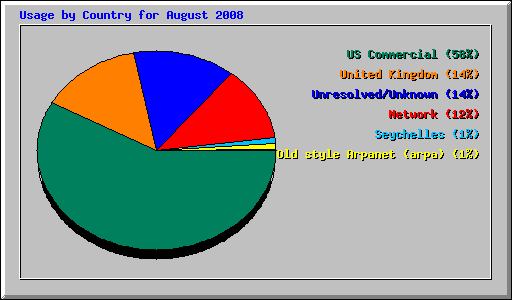 Usage by Country for August 2008
US Commercial (58%)
United Kingdom (14%)
Unresolved/Unknown (14%)
Network (12%)
Seychelles (1%)
Old style Arpanet (arpa) (1%)